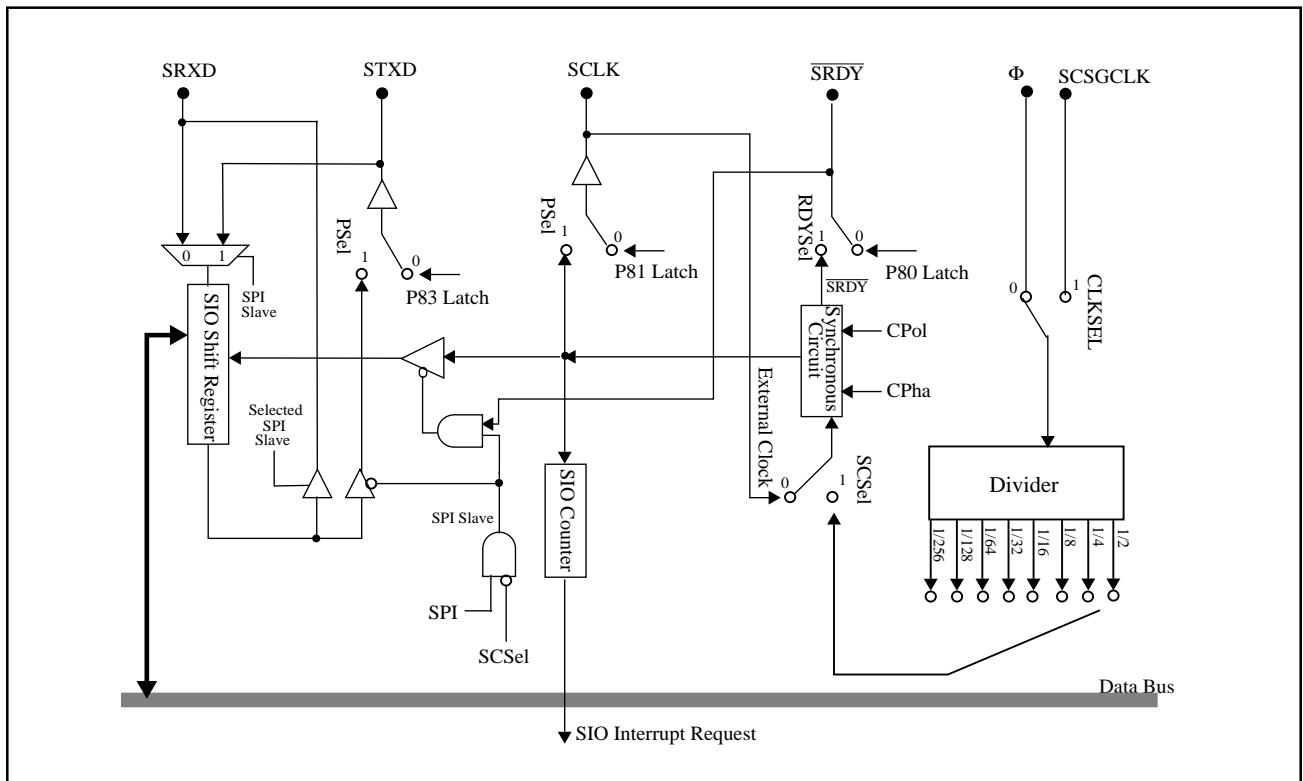 SRXD
STXD
SCLK
SRDY
Φ
SCSGCLK
PSel
1
0
P83 Latch
PSel
1
0
P81 Latch
RDYSel
1
0
P80 Latch
SRDY
0
1
CLKSEL
0 1
SPI
Slave
SIO Shift Register
Synchronous
Circuit
CPol
CPha
External Clock
0
1
SCSel
Selected
SPI
Slave
SPI Slave
SIO Counter
SPI
SCSel
Divider
1/256
1/128
1/64
1/32
1/16
1/8
1/4
1/2
Data Bus
SIO Interrupt Request